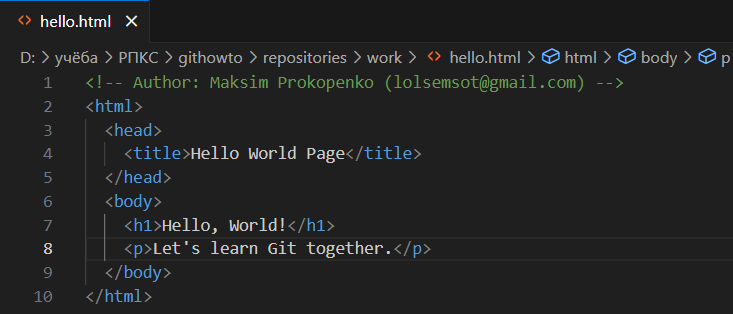 hello.html
D: > учёба > РПКС > githowto > repositories > work > hello.html > html > body > p
1 <!-- Author: Maksim Prokopenko (lolsemsot@gmail.com) -->
2 <html>
3   <head>
4     <title>Hello World Page</title>
5   </head>
6   <body>
7     <h1>Hello, World!</h1>
8     <p>Let's learn Git together.</p>
9   </body>
10 </html>